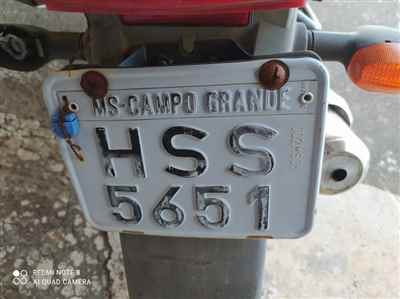 MS-CAMPO GRANDE
HSS
5651
REDMI NOTE 8
AI QUAD CAMERA